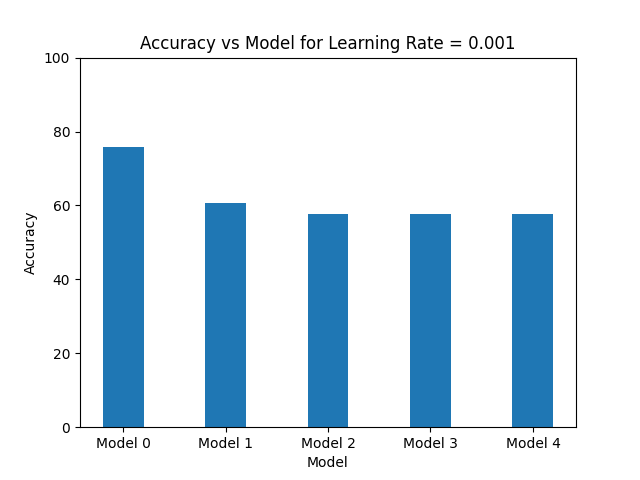 Accuracy vs Model for Learning Rate = 0.001
100
80
60
40
20
0
Accuracy
Model 0 Model 1 Model 2 Model 3 Model 4
Model